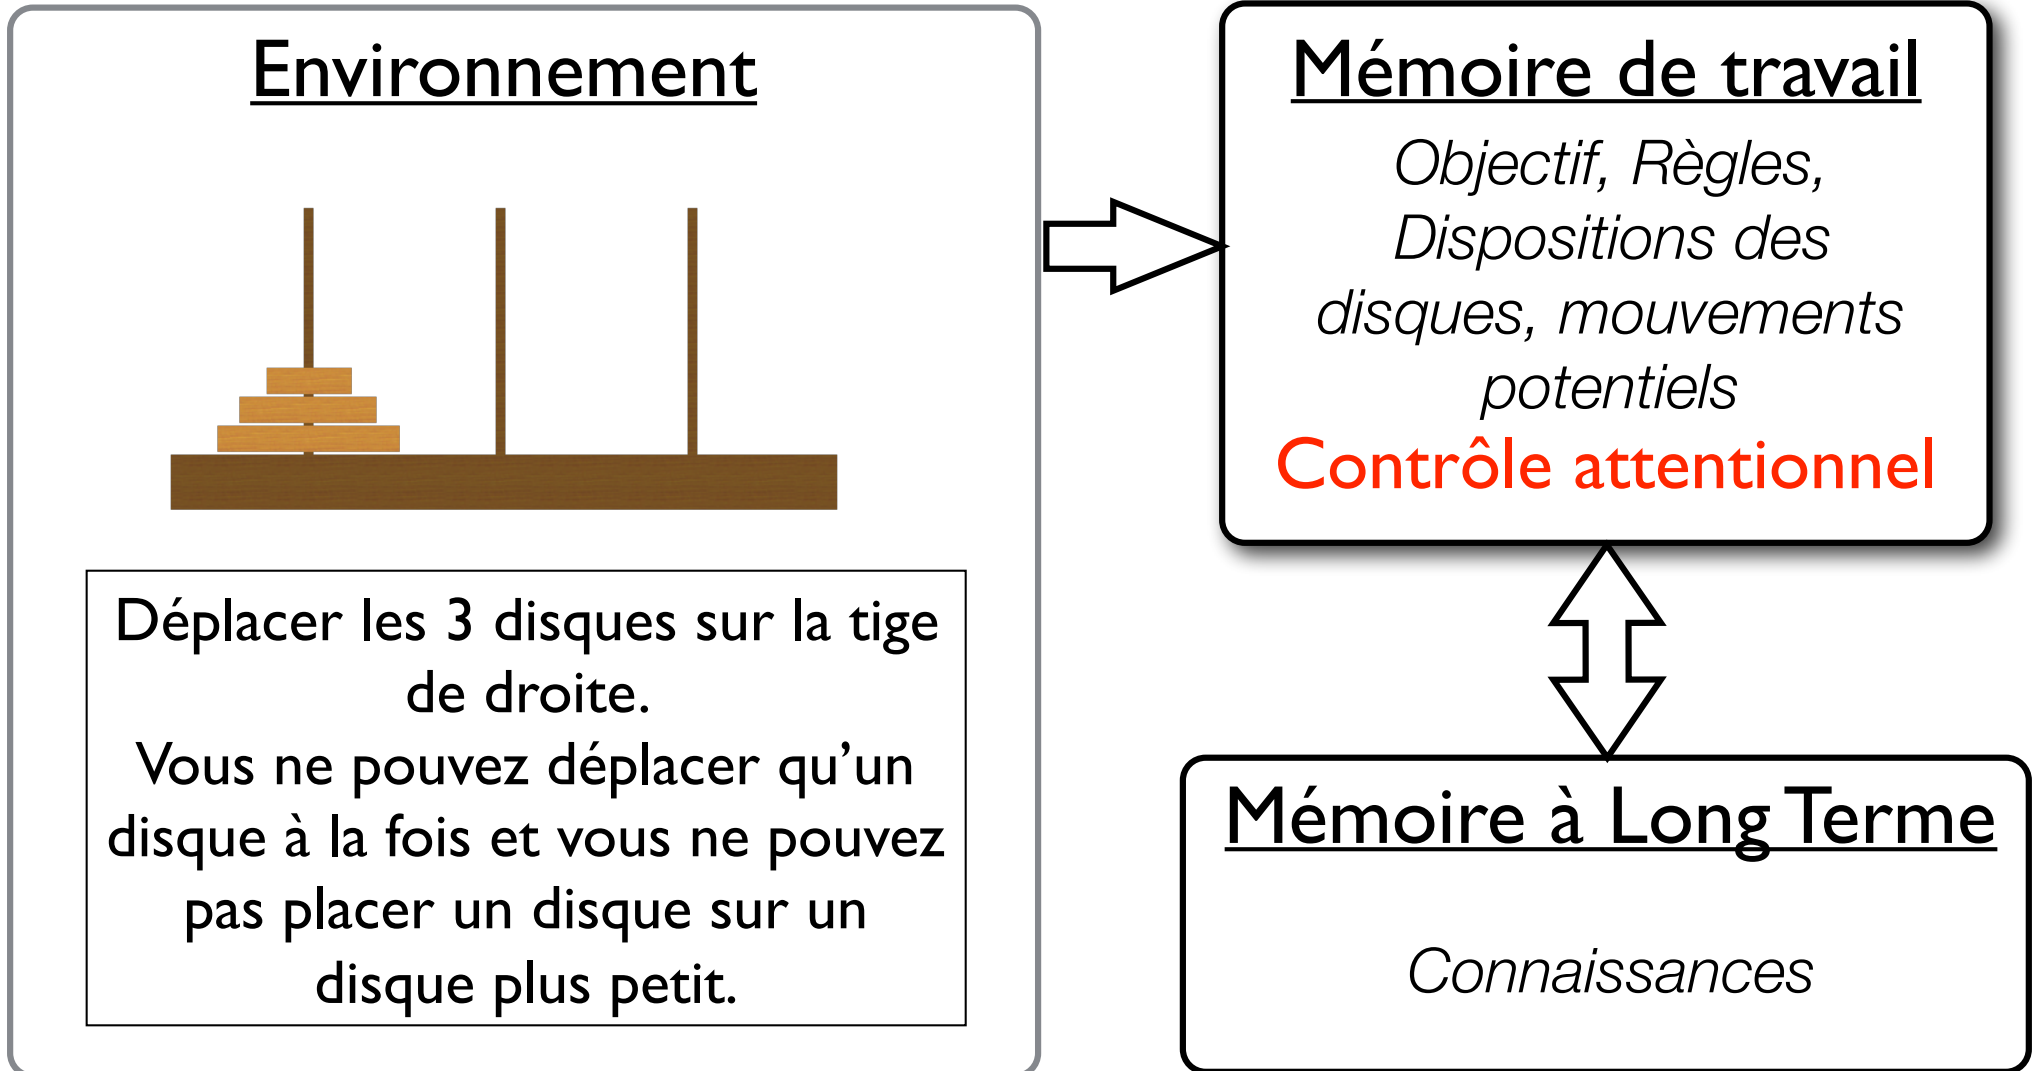 Environnement
Déplacer les 3 disques sur la tige
de droite.
Vous ne pouvez déplacer qu’un
disque à la fois et vous ne pouvez
pas placer un disque sur un
disque plus petit.
Mémoire de travail
Objectif, Règles,
Dispositions des
disques, mouvements
potentiels
Contrôle attentionnel
Mémoire à Long Terme
Connaissances